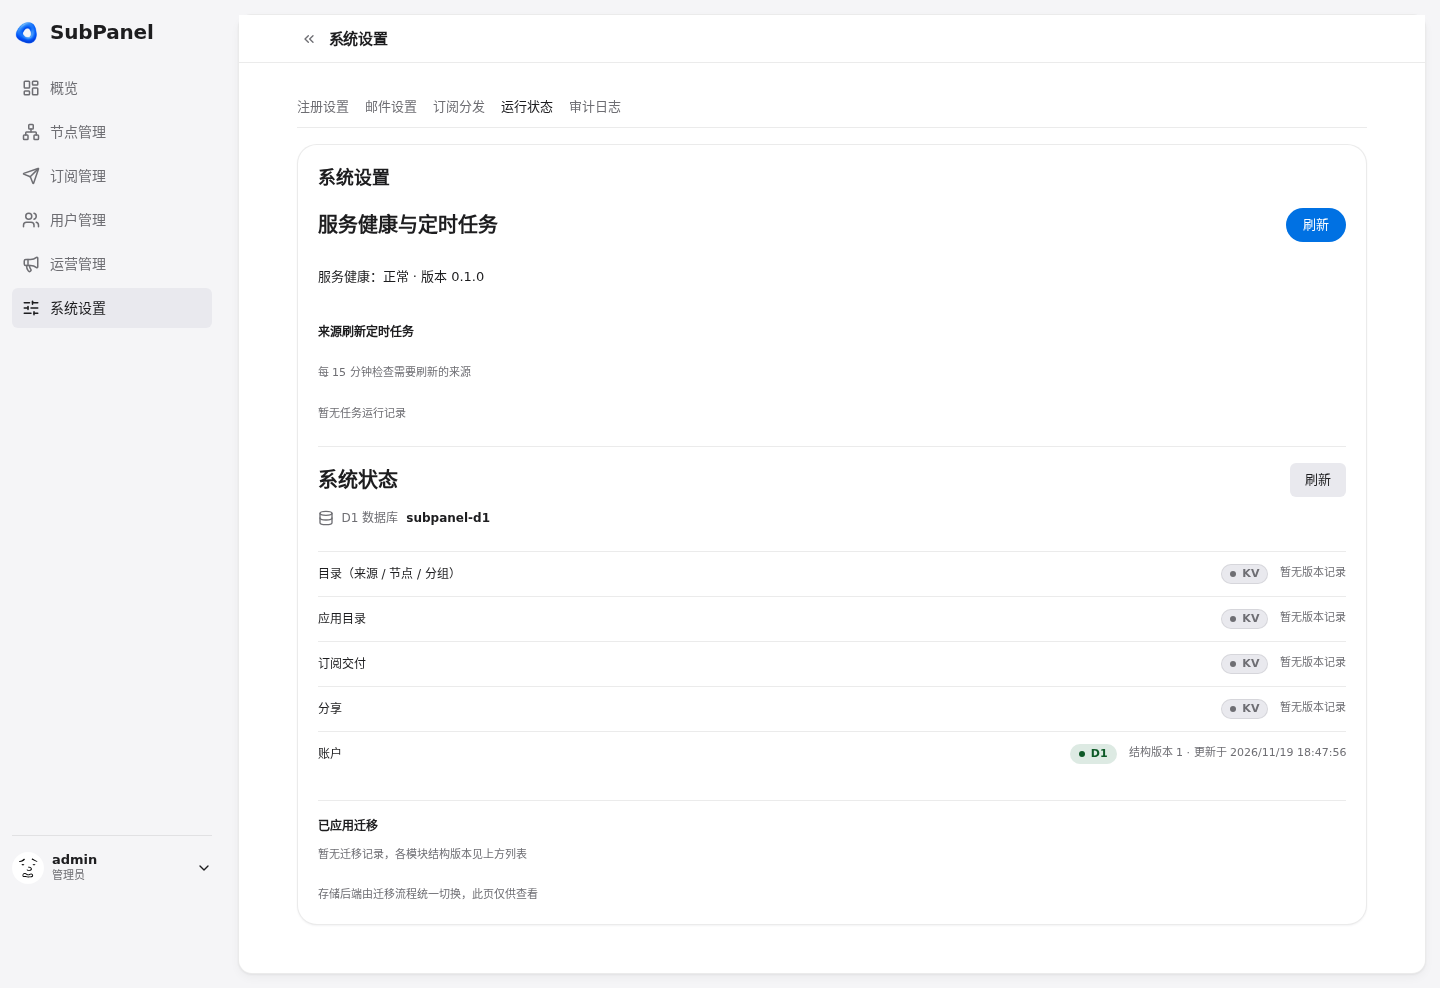 SubPanel
概览
节点管理
订阅管理
用户管理
运营管理
系统设置
admin
管理员
系统设置
注册设置 邮件设置 订阅分发 运行状态 审计日志
系统设置
服务健康与定时任务
刷新
服务健康：正常 · 版本 0.1.0
来源刷新定时任务
每 15 分钟检查需要刷新的来源
暂无任务运行记录
系统状态
刷新
D1 数据库 subpanel-d1
目录（来源 / 节点 / 分组） KV 暂无版本记录
应用目录 KV 暂无版本记录
订阅交付 KV 暂无版本记录
分享 KV 暂无版本记录
账户 D1 结构版本 1 · 更新于 2026/11/19 18:47:56
已应用迁移
暂无迁移记录，各模块结构版本见上方列表
存储后端由迁移流程统一切换，此页仅供查看